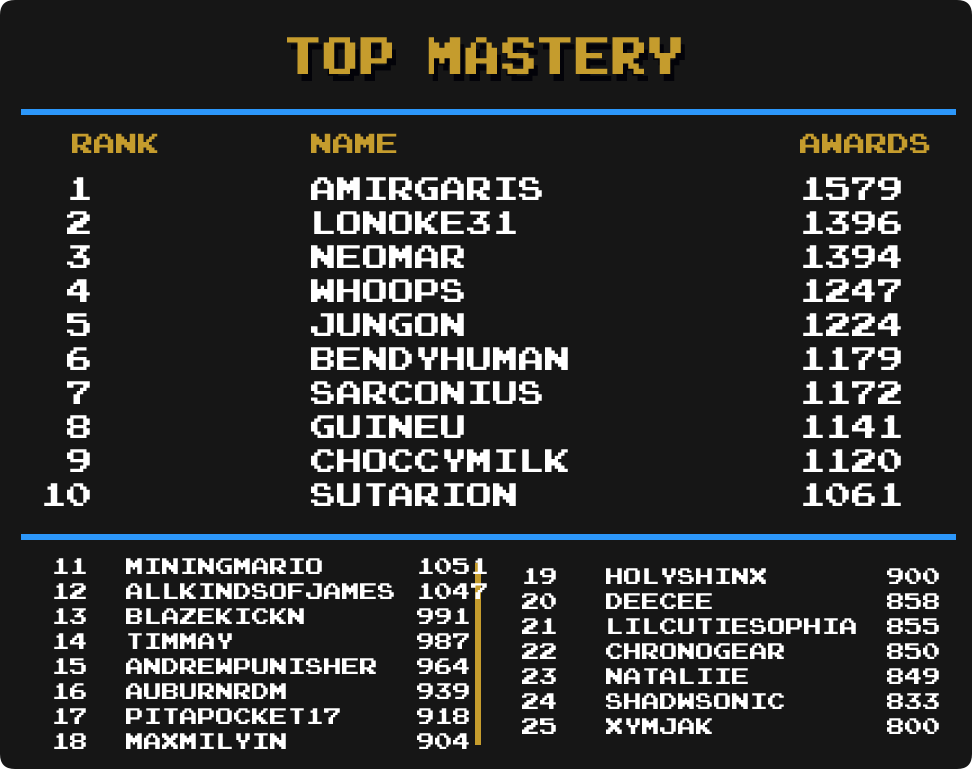 TOP MASTERY
RANK NAME AWARDS
1 AMIRGARIS 1579
2 LONOKE31 1396
3 NEOMAR 1394
4 WHOOPS 1247
5 JUNGON 1224
6 BENDYHUMAN 1179
7 SARCONIUS 1172
8 GUINEU 1141
9 CHOCCYMILK 1120
10 SUTARION 1061
11 MININGMARIO 1051
12 ALLKINDSOFJAMES 1047
13 BLAZEKICKN 991
14 TIMMAY 987
15 ANDREWPUNISHER 964
16 AUBURNRDM 939
17 PITAPOCKET17 918
18 MAXMILYIN 904
19 HOLYSHINX 900
20 DEECEE 858
21 LILCUTIESOPHIA 855
22 CHRONOGEAR 850
23 NATALIIE 849
24 SHADWSONIC 833
25 XYMJAK 800